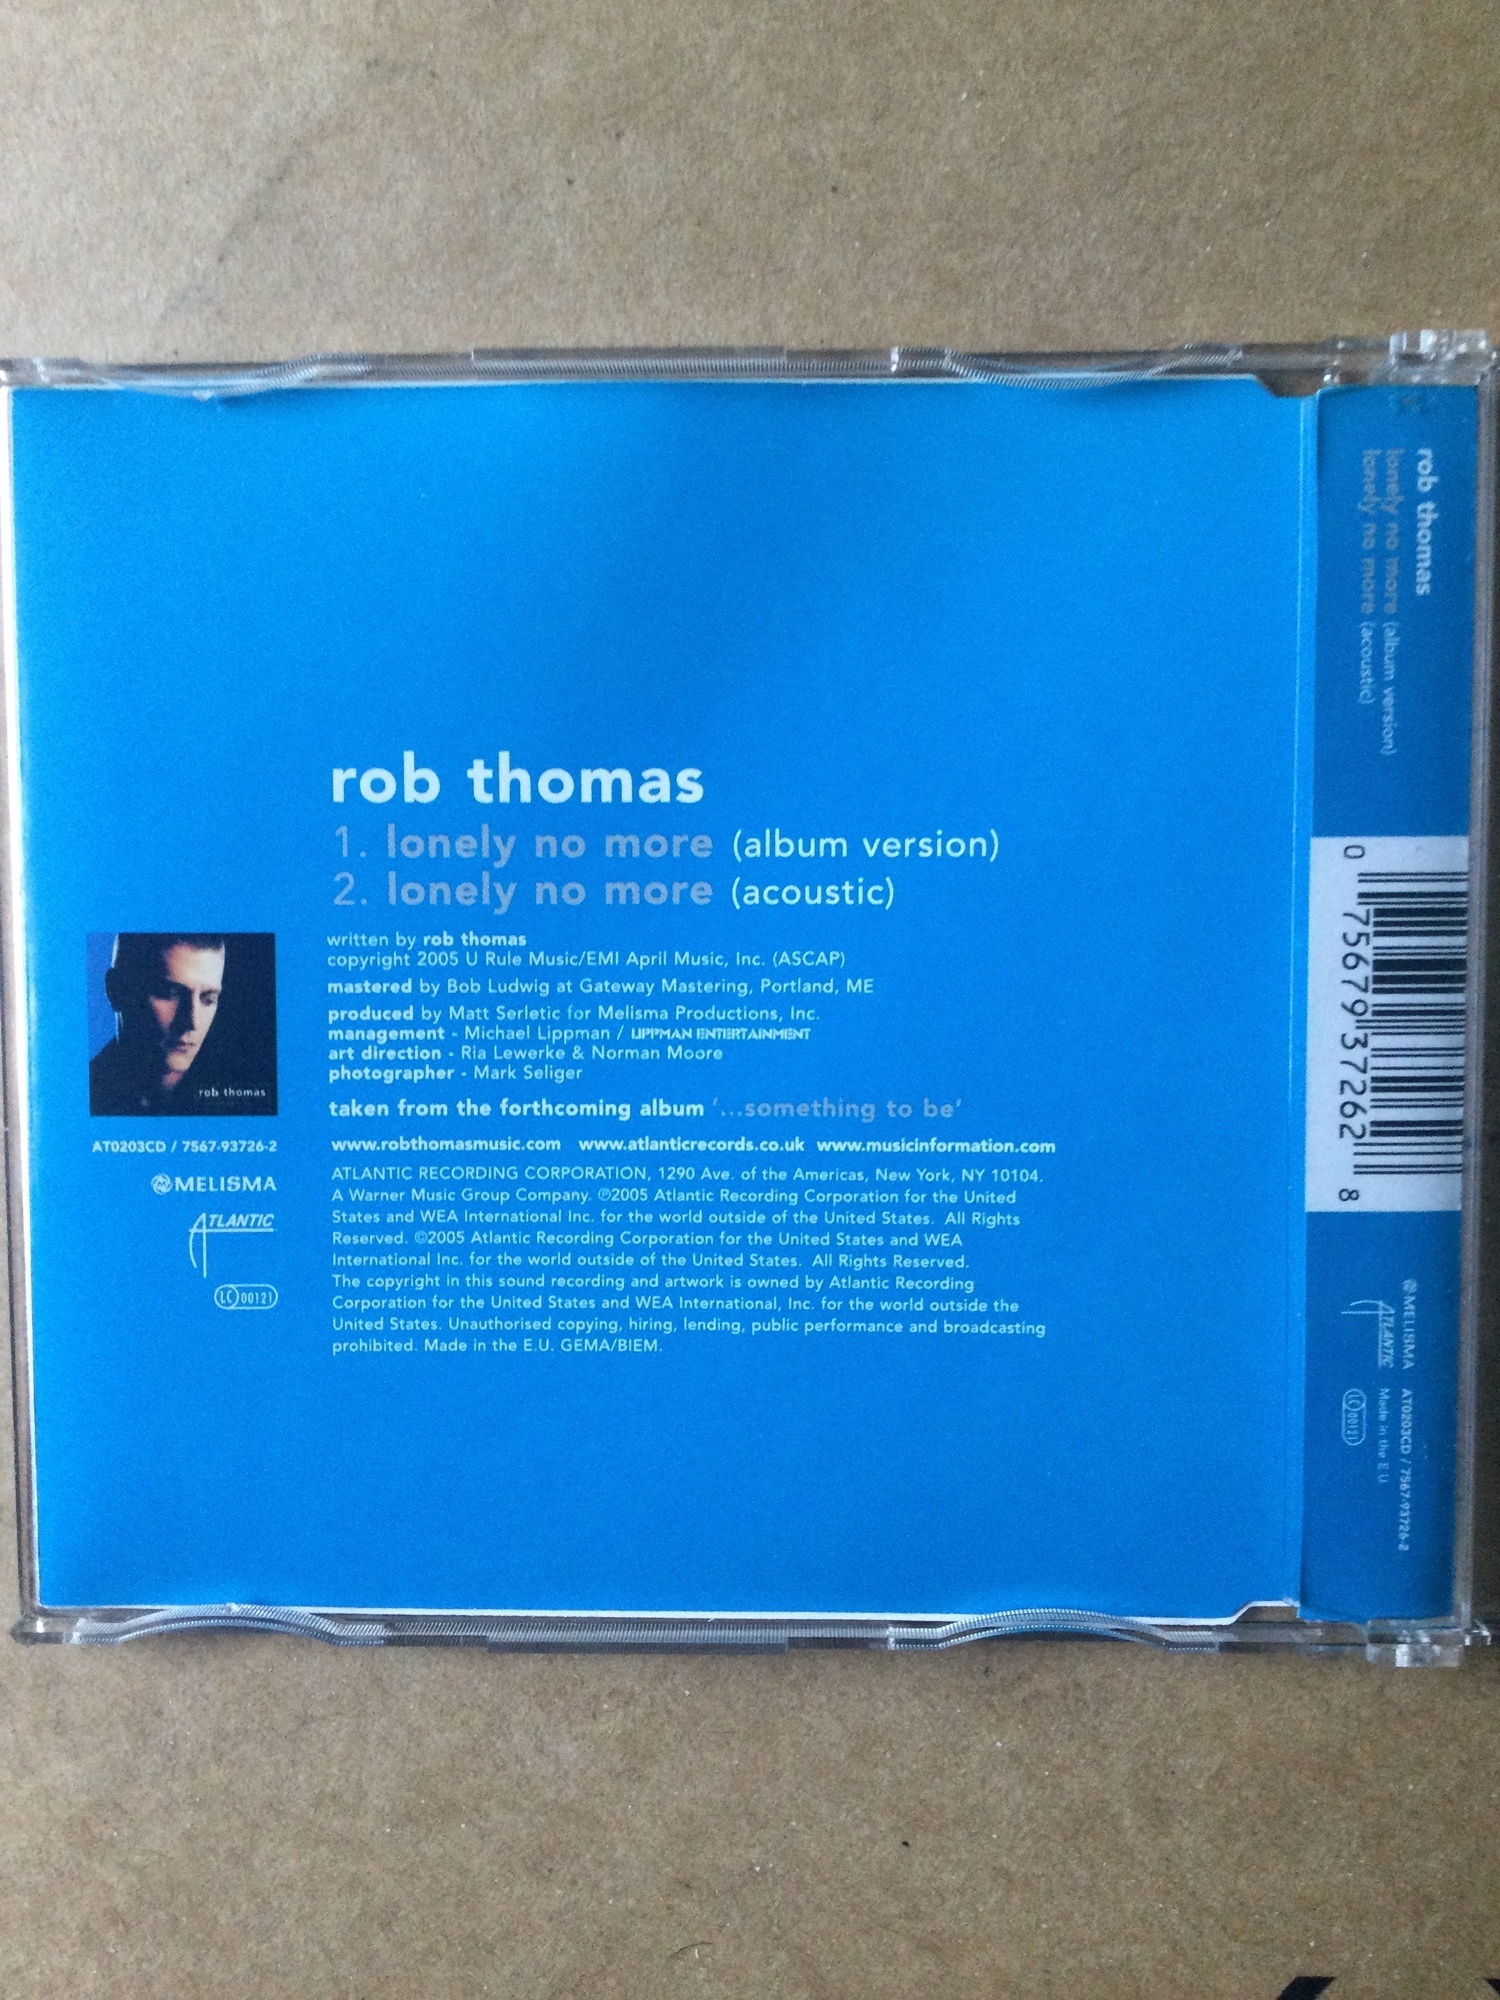 rob thomas
1. lonely no more (album version)
2. lonely no more (acoustic)
written by rob thomas
copyright 2005 U Rule Music/EMI April Music, Inc. (ASCAP)
mastered by Bob Ludwig at Gateway Mastering, Portland, ME
produced by Matt Serletic for Melisma Productions, Inc.
management - Michael Lippman / LIPPMAN ENTERTAINMENT
art direction - Ria Lewerke & Norman Moore
photographer - Mark Seliger
taken from the forthcoming album '...something to be'
www.robthomasmusic.com www.atlanticrecords.co.uk www.musicinformation.com
ATLANTIC RECORDING CORPORATION, 1290 Ave. of the Americas, New York, NY 10104.
A Warner Music Group Company. ℗2005 Atlantic Recording Corporation for the United
States and WEA International Inc. for the world outside of the United States. All Rights
Reserved. ©2005 Atlantic Recording Corporation for the United States and WEA
International Inc. for the world outside of the United States. All Rights Reserved.
The copyright in this sound recording and artwork is owned by Atlantic Recording
Corporation for the United States and WEA International, Inc. for the world outside the
United States. Unauthorised copying, hiring, lending, public performance and broadcasting
prohibited. Made in the E.U. GEMA/BIEM.
rob thomas
AT0203CD / 7567-93726-2
MELISMA
ATLANTIC
LC 00121
rob thomas
lonely no more (album version)
lonely no more (acoustic)
0 75679 37262 8
MELISMA
ATLANTIC
AT0203CD / 7567-93726-2
Made in the E.U
LC 00121